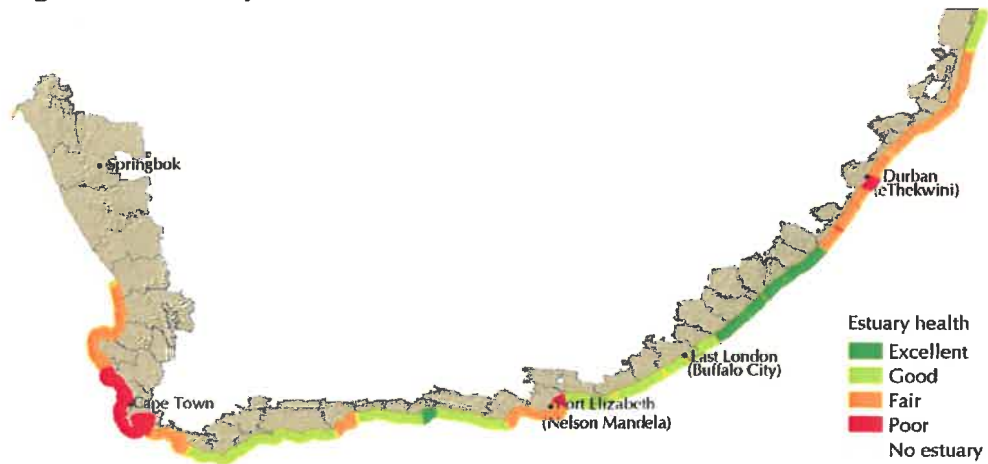 Springbok
Durban
(eThekwini)
Cape Town
East London
(Buffalo City)
Port Elizabeth
(Nelson Mandela)
Estuary health
Excellent
Good
Fair
Poor
No estuary